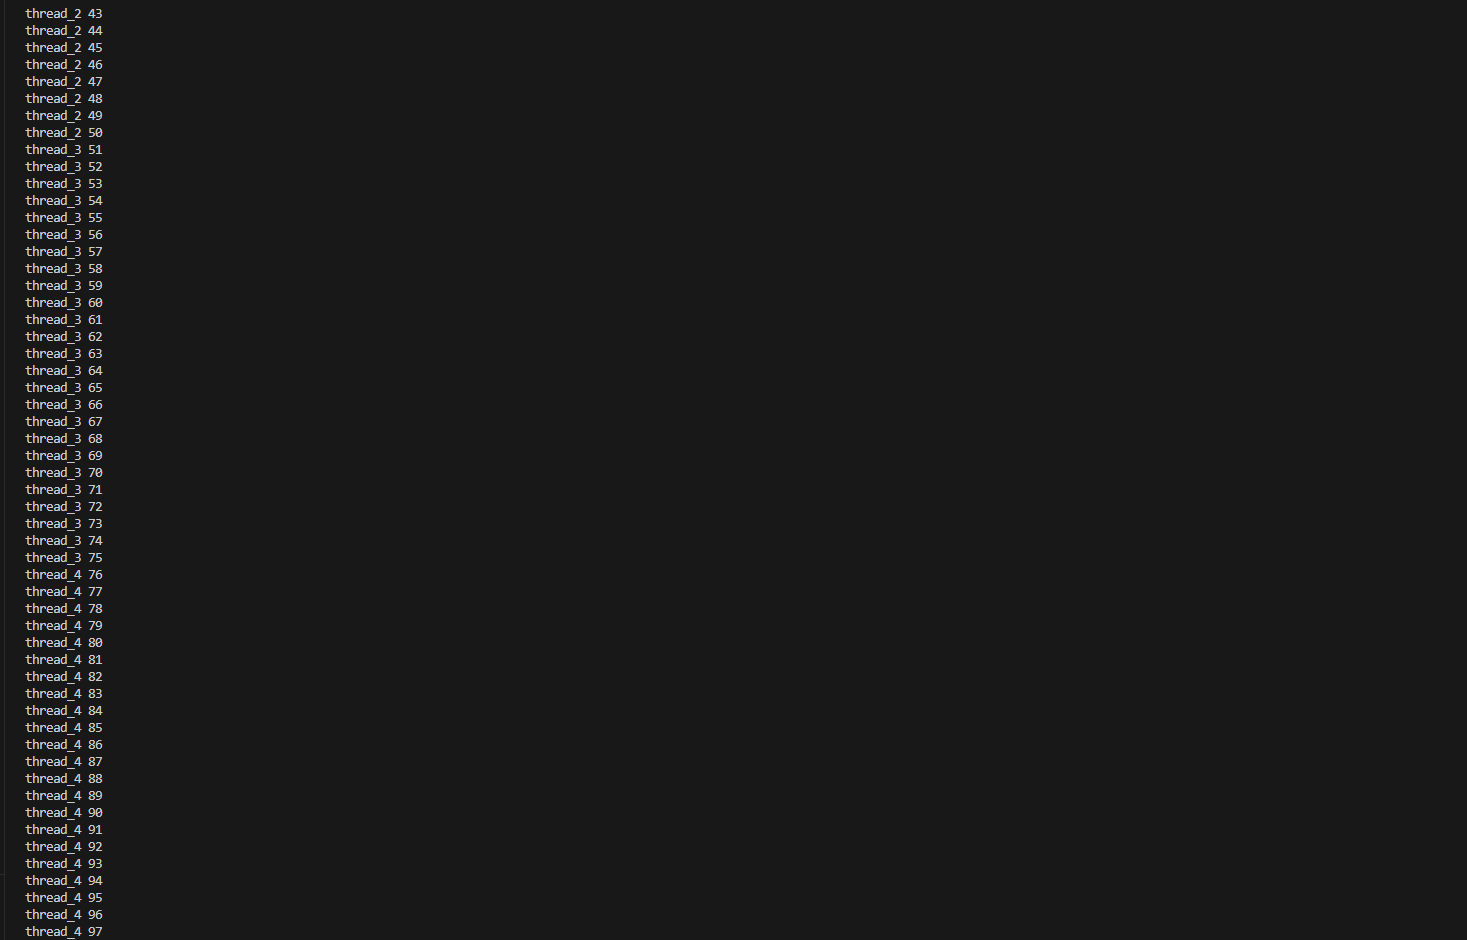 thread_2 43
thread_2 44
thread_2 45
thread_2 46
thread_2 47
thread_2 48
thread_2 49
thread_2 50
thread_3 51
thread_3 52
thread_3 53
thread_3 54
thread_3 55
thread_3 56
thread_3 57
thread_3 58
thread_3 59
thread_3 60
thread_3 61
thread_3 62
thread_3 63
thread_3 64
thread_3 65
thread_3 66
thread_3 67
thread_3 68
thread_3 69
thread_3 70
thread_3 71
thread_3 72
thread_3 73
thread_3 74
thread_3 75
thread_4 76
thread_4 77
thread_4 78
thread_4 79
thread_4 80
thread_4 81
thread_4 82
thread_4 83
thread_4 84
thread_4 85
thread_4 86
thread_4 87
thread_4 88
thread_4 89
thread_4 90
thread_4 91
thread_4 92
thread_4 93
thread_4 94
thread_4 95
thread_4 96
thread_4 97